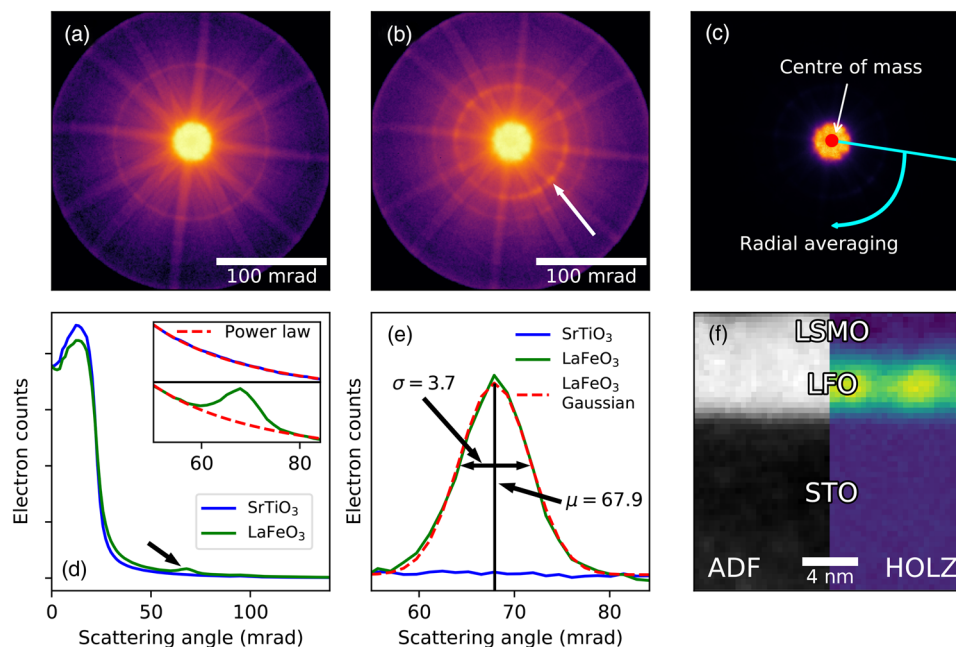 (a)
100 mrad
(b)
100 mrad
(c)
Centre of mass
Radial averaging
Electron counts
Power law
60 80
SrTiO₃
LaFeO₃
(d)
0 50 100
Scattering angle (mrad)
Electron counts
(e)
SrTiO₃
LaFeO₃
LaFeO₃
Gaussian
σ = 3.7
μ = 67.9
60 70 80
Scattering angle (mrad)
(f)
LSMO
LFO
STO
ADF
4 nm
HOLZ